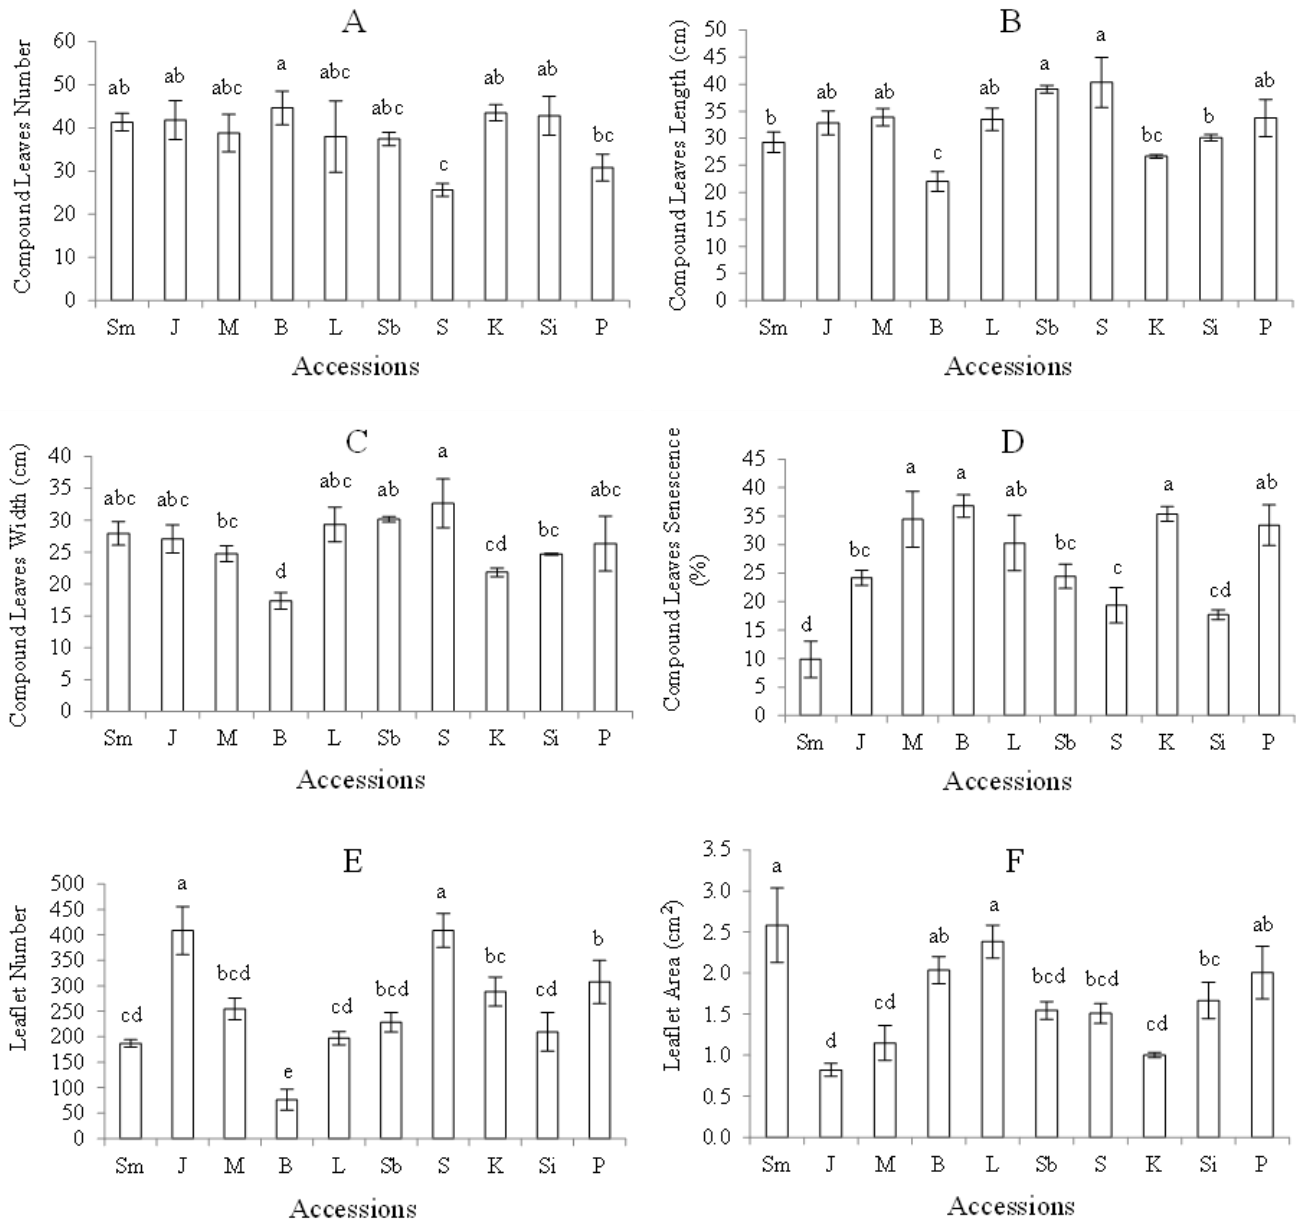 A
Compound Leaves Number
60
50
40
30
20
10
0
ab ab abc a abc abc c ab ab bc
Sm J M B L Sb S K Si P
Accessions
B
Compound Leaves Length (cm)
50
45
40
35
30
25
20
15
10
5
0
b ab ab c ab a a bc b ab
Sm J M B L Sb S K Si P
Accessions
C
Compound Leaves Width (cm)
40
35
30
25
20
15
10
5
0
abc abc bc d abc ab a cd bc abc
Sm J M B L Sb S K Si P
Accessions
D
Compound Leaves Senescence
(%)
45
40
35
30
25
20
15
10
5
0
d bc a a ab bc c a cd ab
Sm J M B L Sb S K Si P
Accessions
E
Leaflet Number
500
450
400
350
300
250
200
150
100
50
0
cd a bcd e cd bcd a bc cd b
Sm J M B L Sb S K Si P
Accessions
F
Leaflet Area (cm²)
3.5
3.0
2.5
2.0
1.5
1.0
0.5
0.0
a d cd ab a bcd bcd cd bc ab
Sm J M B L Sb S K Si P
Accessions